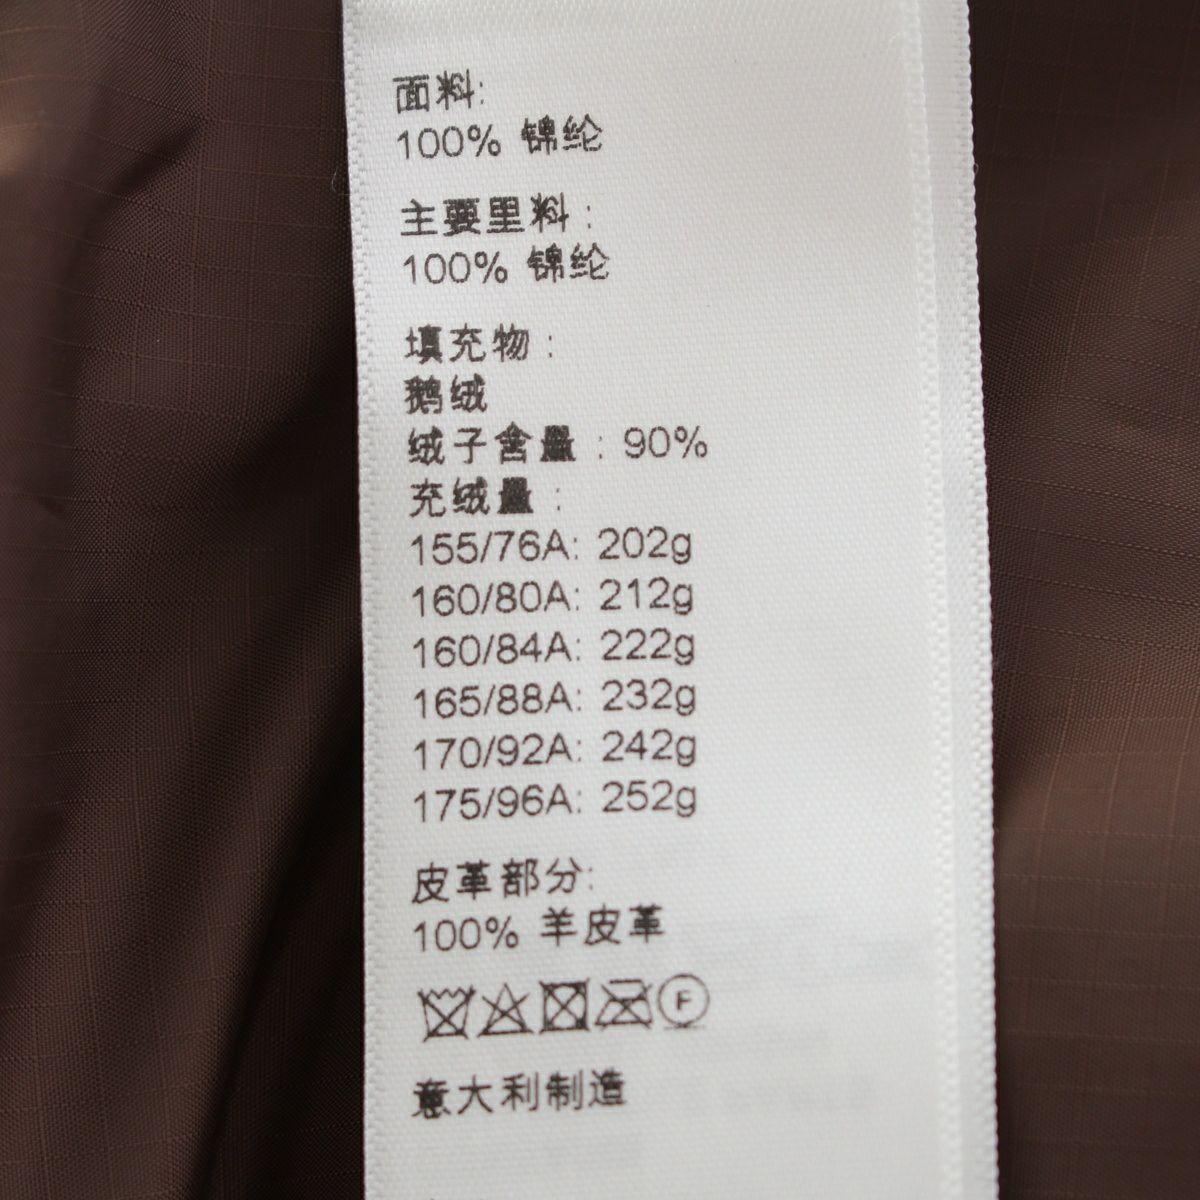 面料:
100% 锦纶
主要里料:
100% 锦纶
填充物:
鹅绒
绒子含量: 90%
充绒量:
155/76A: 202g
160/80A: 212g
160/84A: 222g
165/88A: 232g
170/92A: 242g
175/96A: 252g
皮革部分:
100% 羊皮革
F
意大利制造